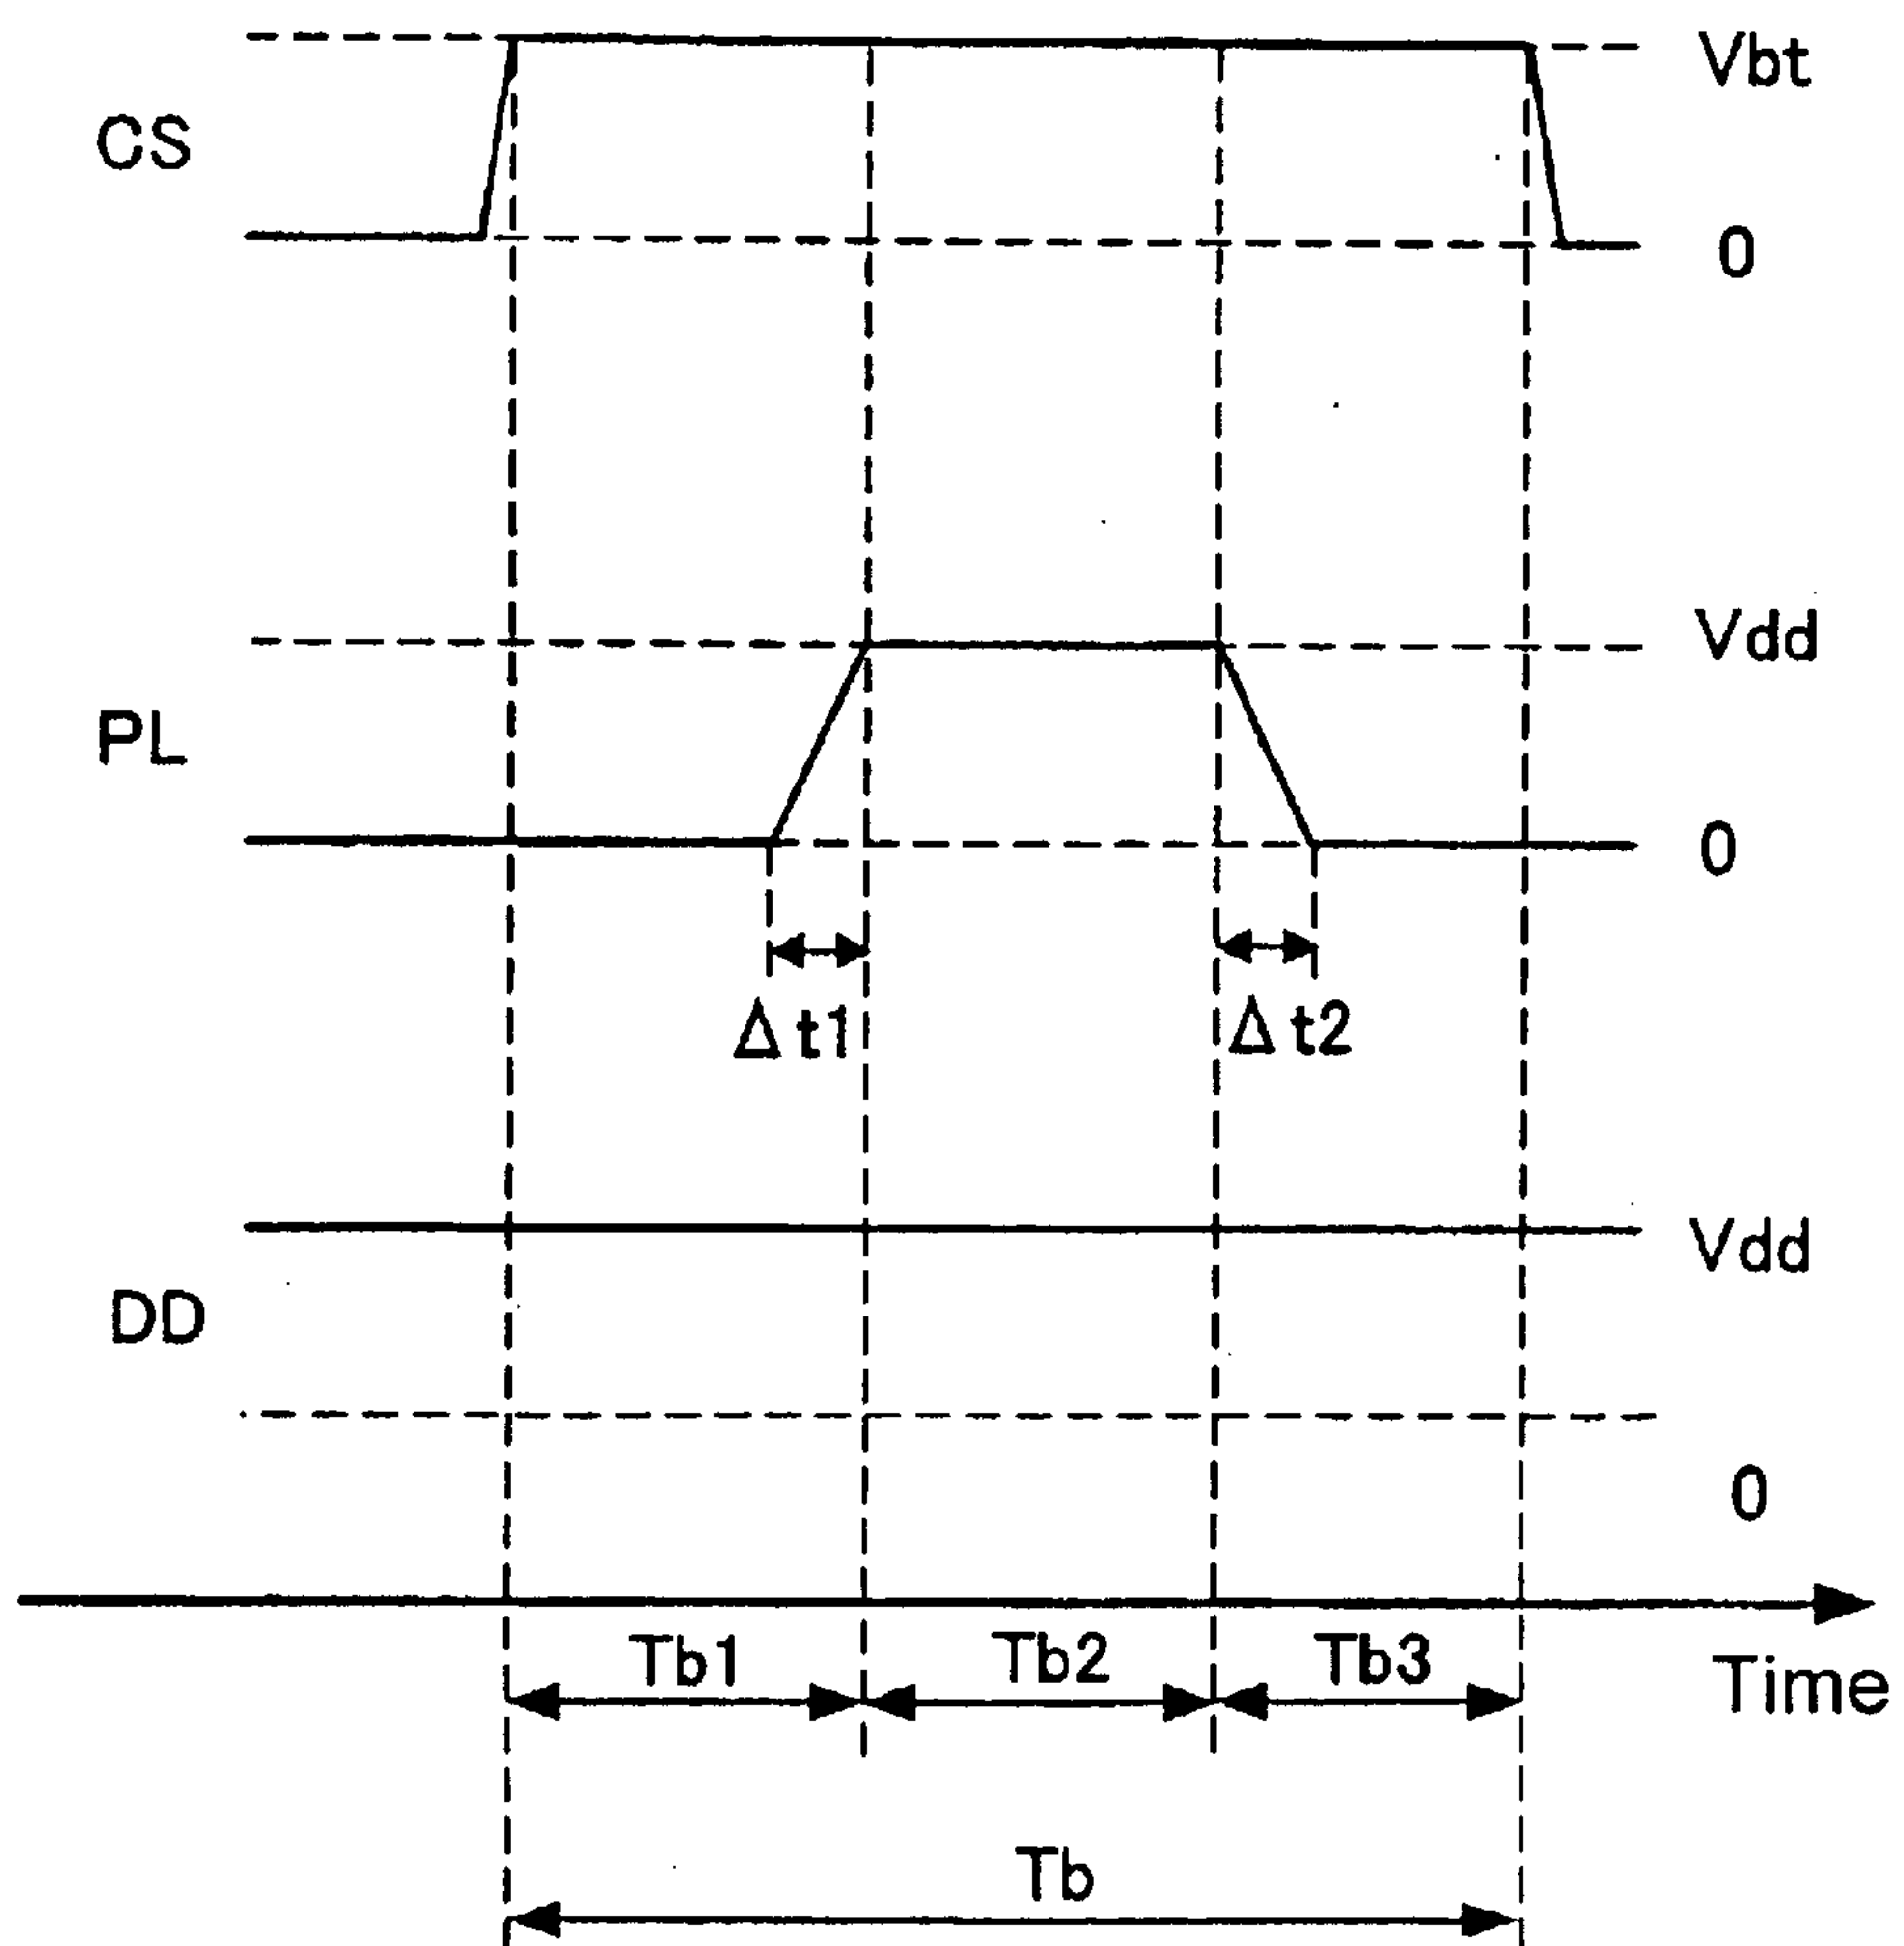 Vbt
CS
0
Vdd
PL
0
Δt1 Δt2
Vdd
DD
0
Tb1 Tb2 Tb3
Time
Tb